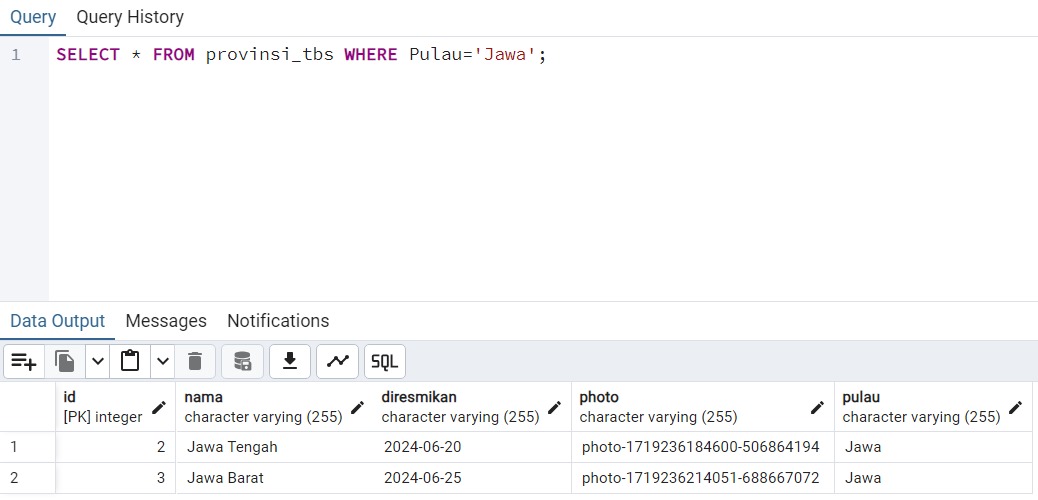 Query Query History
1 SELECT * FROM provinsi_tbs WHERE Pulau='Jawa';
Data Output Messages Notifications
SQL
id nama diresmikan photo pulau
[PK] integer character varying (255) character varying (255) character varying (255) character varying (255)
1 2 Jawa Tengah 2024-06-20 photo-1719236184600-506864194 Jawa
2 3 Jawa Barat 2024-06-25 photo-1719236214051-688667072 Jawa